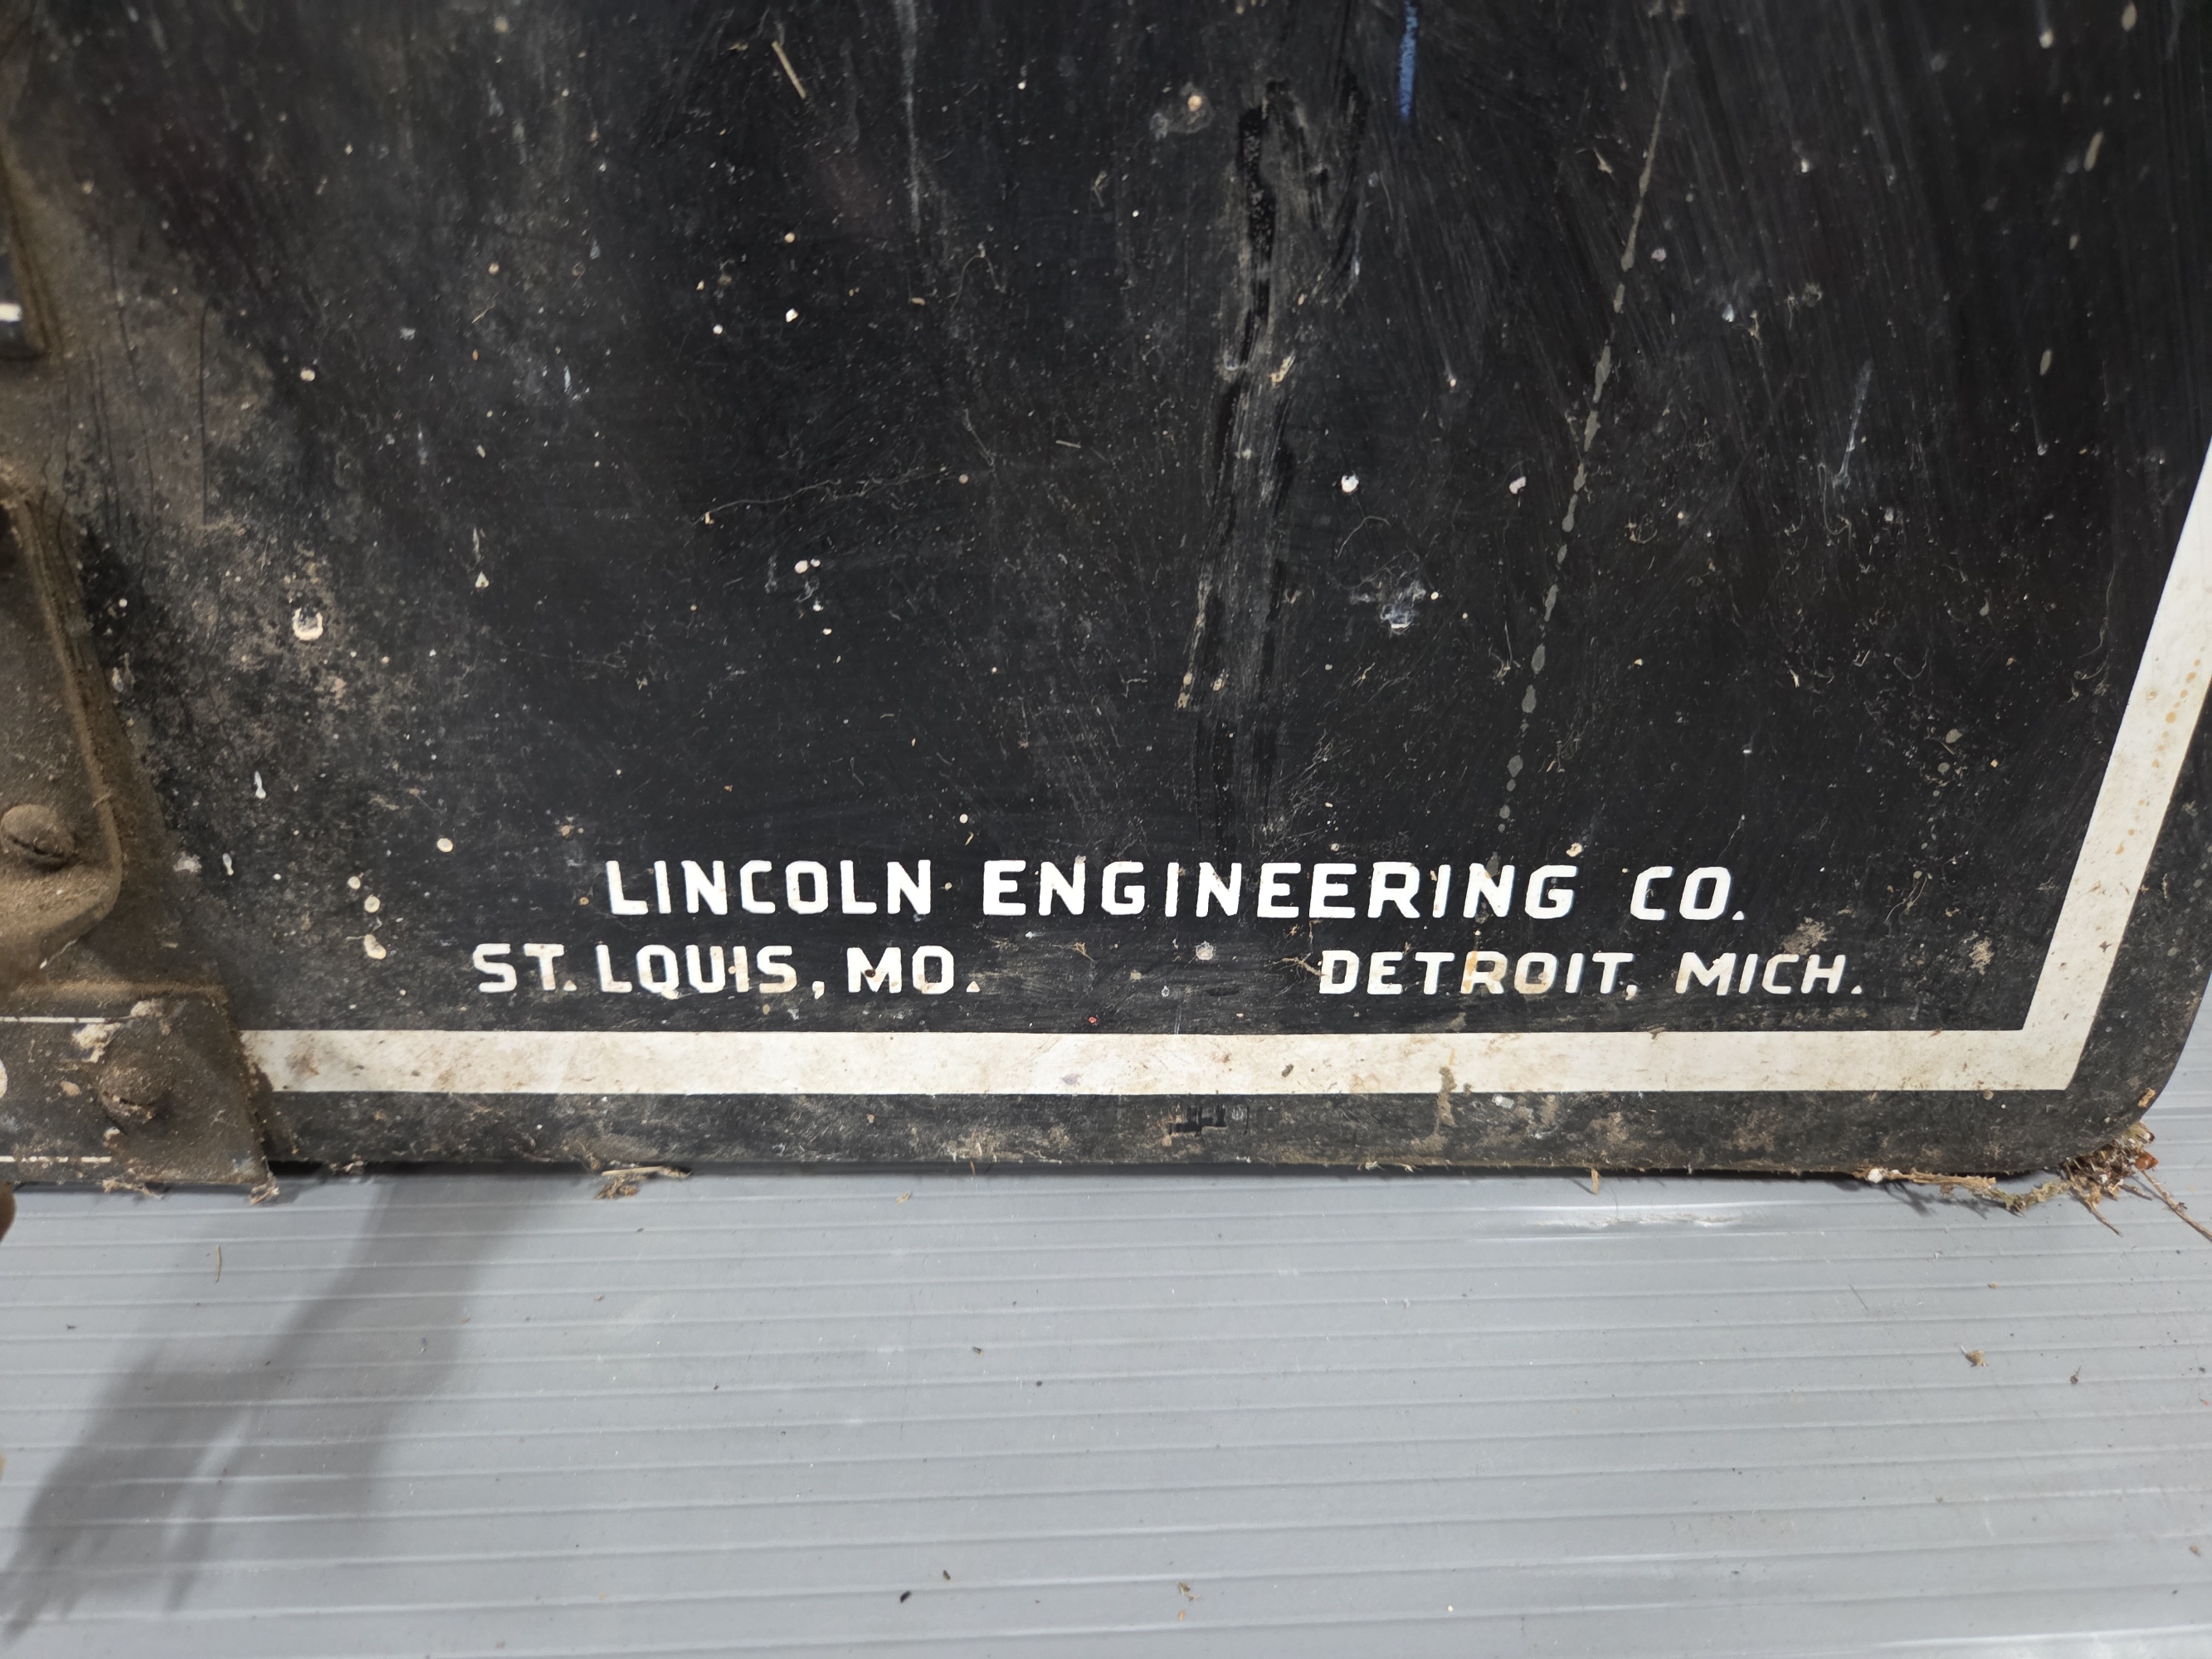 LINCOLN ENGINEERING CO.
ST. LOUIS, MO. DETROIT, MICH.